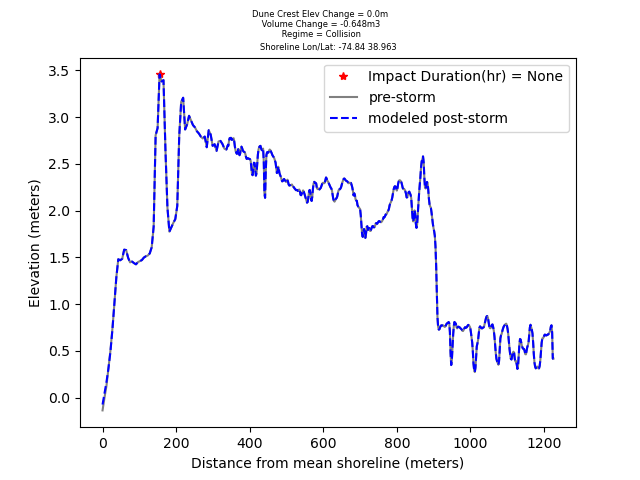 Dune Crest Elev Change = 0.0m
Volume Change = -0.648m3
Regime = Collision
Shoreline Lon/Lat: -74.84 38.963
Impact Duration(hr) = None
pre-storm
modeled post-storm
Elevation (meters)
3.5
3.0
2.5
2.0
1.5
1.0
0.5
0.0
0 200 400 600 800 1000 1200
Distance from mean shoreline (meters)